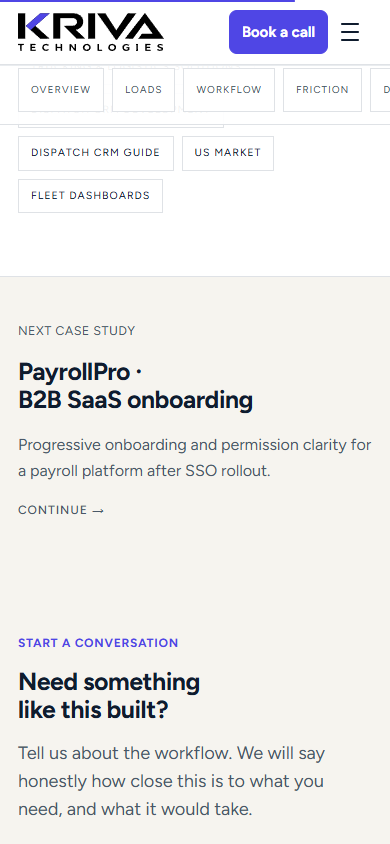 KRIVA
TECHNOLOGIES
Book a call
OVERVIEW
LOADS
WORKFLOW
FRICTION
DISPATCH CRM GUIDE
US MARKET
FLEET DASHBOARDS
NEXT CASE STUDY
PayrollPro ·
B2B SaaS onboarding
Progressive onboarding and permission clarity for
a payroll platform after SSO rollout.
CONTINUE →
START A CONVERSATION
Need something
like this built?
Tell us about the workflow. We will say
honestly how close this is to what you
need, and what it would take.